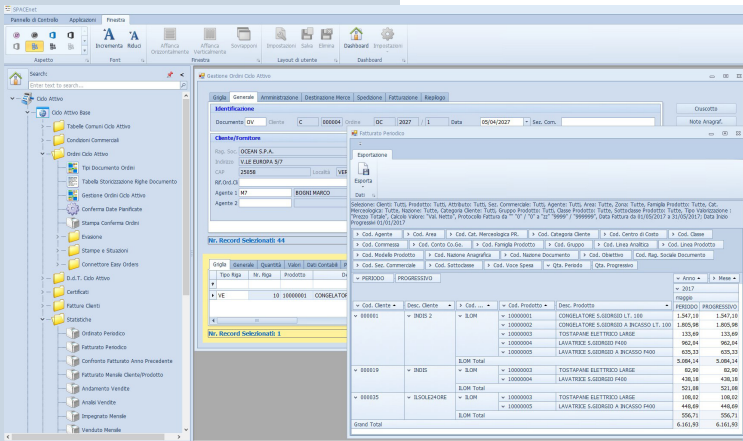 SPACEnet
Pannello di Controllo Applicazioni Finestra
Incrementa Riduci
Affianca Orizzontalmente
Affianca Verticalmente
Sovrapponi
Impostazioni Salva Elimina
Dashboard Impostazioni
Aspetto Font Finestra Layout di utente Dashboard
Search:
Enter text to search...
Ciclo Attivo
Ciclo Attivo Base
Tabelle Comuni Ciclo Attivo
Condizioni Commerciali
Ordini Ciclo Attivo
Tipi Documento Ordini
Tabella Storicizzazione Righe Documento
Gestione Ordini Ciclo Attivo
Conferma Date Pianificate
Stampa Conferma Ordini
Evasione
Stampe e Situazioni
Connettore Easy Orders
D.d.T. Ciclo Attivo
Certificati
Fatture Clienti
Statistiche
Ordinato Periodico
Fatturato Periodico
Confronto Fatturato Anno Precedente
Fatturato Mensile Cliente/Prodotto
Andamento Vendite
Analisi Vendite
Impegnato Mensile
Venduto Mensile
Gestione Ordini Ciclo Attivo
Griglia Generale Amministrazione Destinazione Merce Spedizione Fatturazione Riepilogo
Identificazione
Documento OV Cliente C 800004 Ordine OC 2027 / 1 Data 05/04/2027 Sez. Com.
Cruscotto
Note Anagraf.
Cliente/Fornitore
Rag. Soc. OCEAN S.P.A.
Indirizzo V.LE EUROPA 5/7
CAP 25058 Località VER
Rif.Ord.Cli
Agente 1 M7 BOGNI MARCO
Agente 2
Nr. Record Selezionati: 44
Griglia Generale Quantità Valori Dati Contabili
Tipo Riga Nr. Riga Prodotto
VE 10 10000001 CONGELATOR
Nr. Record Selezionati: 1
Fatturato Periodico
Esportazione
Esporta
Dati
Selezione: Clienti: Tutti, Prodotto: Tutti, Attributo: Tutti, Sez. Commerciale: Tutti, Agente: Tutti, Area: Tutte, Zona: Tutte, Famiglia Prodotto: Tutte, Cat.
Merceologica: Tutte, Nazione: Tutte, Categoria Cliente: Tutti, Gruppo Prodotto: Tutti, Classe Prodotto: Tutte, Sottoclasse Prodotto: Tutte, Tipo Valorizzazione :
"Prezzo Totale", Calcolo Valore: "Val. Netto", Protocollo Fattura da "" "0" / "0" a "zz" "9999" / "999999", Data Fattura da 01/05/2017 a 31/05/2017; Data Inizio
Progressivi 01/01/2017
Cod. Agente Cod. Area Cod. Cat. Merceologica PR. Cod. Categoria Cliente Cod. Centro di Costo Cod. Classe
Cod. Commessa Cod. Conto Co.Ge. Cod. Famiglia Prodotto Cod. Gruppo Cod. Linea Analitica Cod. Linea Prodotto
Cod. Modello Prodotto Cod. Nazione Anagrafica Cod. Nazione Documento Cod. Obiettivo Cod. Rag. Sociale Documento
Cod. Sez. Commerciale Cod. Sottoclasse Cod. Voce Spesa Qta. Periodo Qta. Progressivo
PERIODO PROGRESSIVO Anno Mese
2017
maggio
Cod. Cliente Desc. Cliente Cod. ... Cod. Prodotto Desc. Prodotto PERIODO PROGRESSIVO
000001 INDIS 2 ILOM 10000001 CONGELATORE S.GIORGIO LT. 100 1.547,10 1.547,10
10000002 CONGELATORE S.GIORGIO A INCASSO LT. 100 1.805,98 1.805,98
10000003 TOSTAPANE ELETTRICO LARGE 133,69 133,69
10000004 LAVATRICE S.GIORGIO F400 962,04 962,04
10000005 LAVATRICE S.GIORGIO A INCASSO F400 635,33 635,33
ILOM Total 5.084,14 5.084,14
000019 INDIS ILOM 10000003 TOSTAPANE ELETTRICO LARGE 82,90 82,90
10000004 LAVATRICE S.GIORGIO F400 438,18 438,18
ILOM Total 521,08 521,08
000035 ILSOLE24ORE ILOM 10000003 TOSTAPANE ELETTRICO LARGE 108,02 108,02
10000005 LAVATRICE S.GIORGIO A INCASSO F400 448,69 448,69
ILOM Total 556,71 556,71
Grand Total 6.161,93 6.161,93